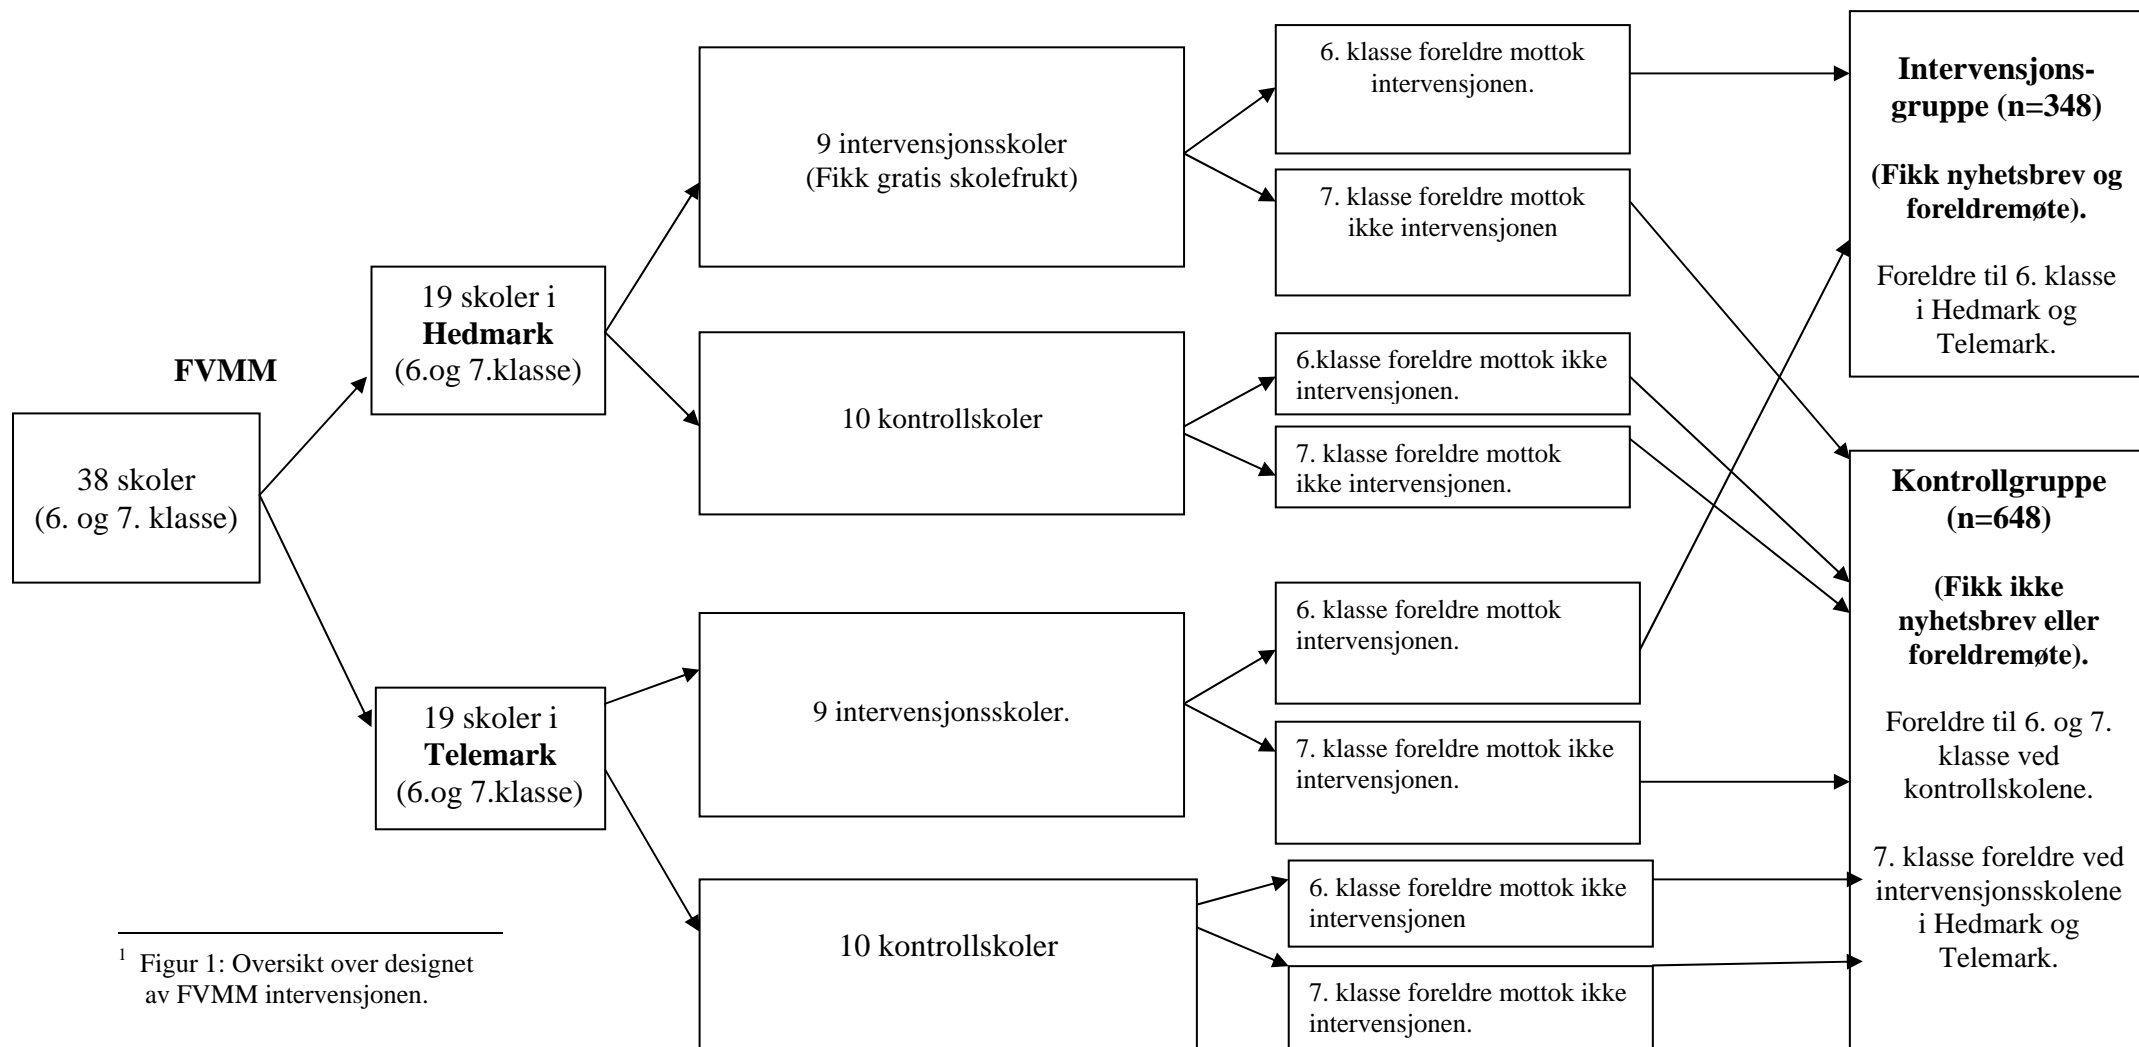 FVMM
38 skoler
(6. og 7. klasse)
19 skoler i
Hedmark
(6.og 7.klasse)
19 skoler i
Telemark
(6.og 7.klasse)
9 intervensjonsskoler
(Fikk gratis skolefrukt)
10 kontrollskoler
9 intervensjonsskoler.
10 kontrollskoler
6. klasse foreldre mottok
intervensjonen.
7. klasse foreldre mottok
ikke intervensjonen
6.klasse foreldre mottok ikke
intervensjonen.
7. klasse foreldre mottok
ikke intervensjonen.
6. klasse foreldre mottok
intervensjonen.
7. klasse foreldre mottok ikke
intervensjonen.
6. klasse foreldre mottok ikke
intervensjonen
7. klasse foreldre mottok ikke
intervensjonen.
Intervensjons-
gruppe (n=348)
(Fikk nyhetsbrev og
foreldremøte).
Foreldre til 6. klasse
i Hedmark og
Telemark.
Kontrollgruppe
(n=648)
(Fikk ikke
nyhetsbrev eller
foreldremøte).
Foreldre til 6. og 7.
klasse ved
kontrollskolene.
7. klasse foreldre ved
intervensjonsskolene
i Hedmark og
Telemark.
1 Figur 1: Oversikt over designet
av FVMM intervensjonen.